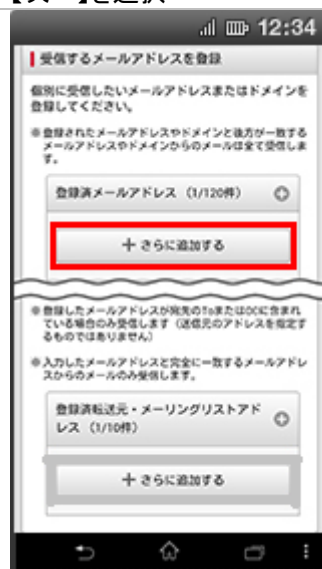 12:34
受信するメールアドレスを登録
個別に受信したいメールアドレスまたはドメインを
登録してください。
※登録されたメールアドレスやドメインと後方が一致する
メールアドレスやドメインからのメールは全て受信しま
す。
登録済メールアドレス（1/120件）
＋さらに追加する
※登録したメールアドレスが宛先のToまたはCCに含まれ
ている場合のみ受信します（送信元のアドレスを指定す
るものではありません）
※入力したメールアドレスと完全に一致するメールアドレ
スからのメールのみ受信します。
登録済転送元・メーリングリストアド
レス（1/10件）
＋さらに追加する